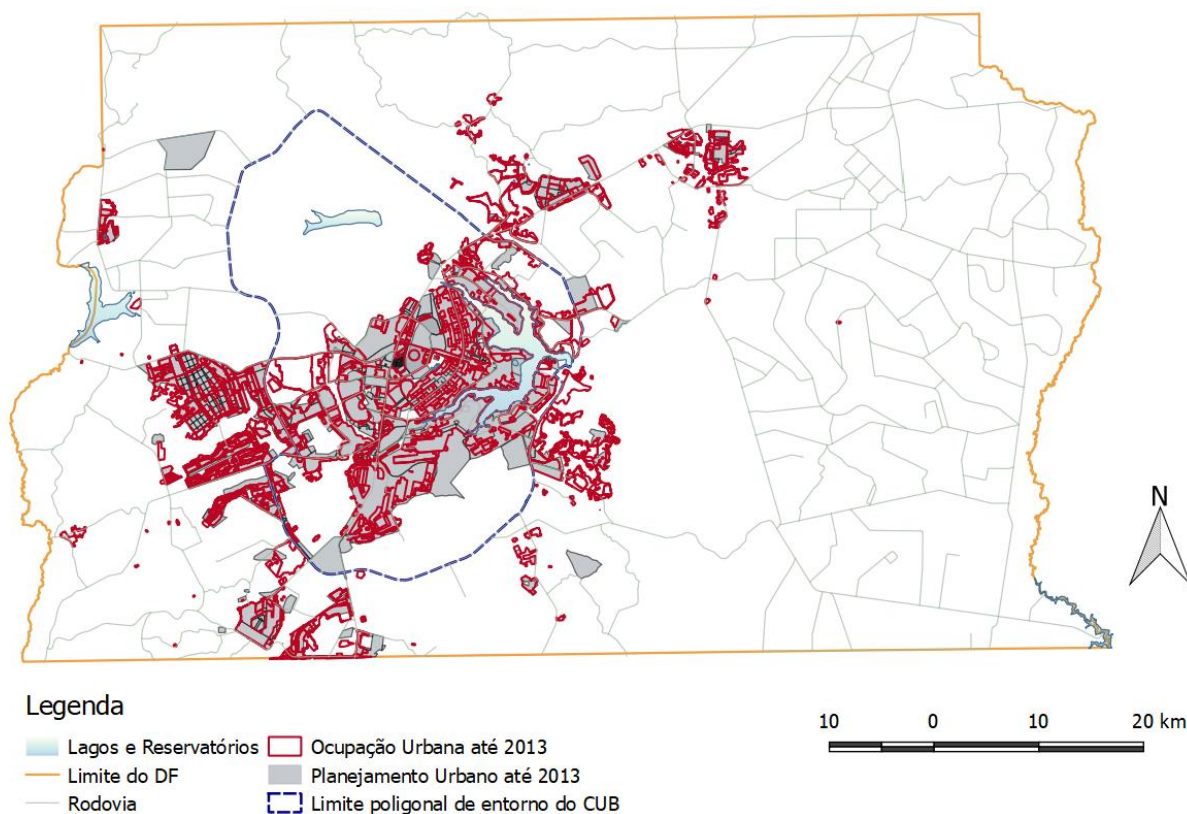 N
Legenda
Lagos e Reservatórios
Limite do DF
Rodovia
Ocupação Urbana até 2013
Planejamento Urbano até 2013
Limite poligonal de entorno do CUB
10 0 10 20 km